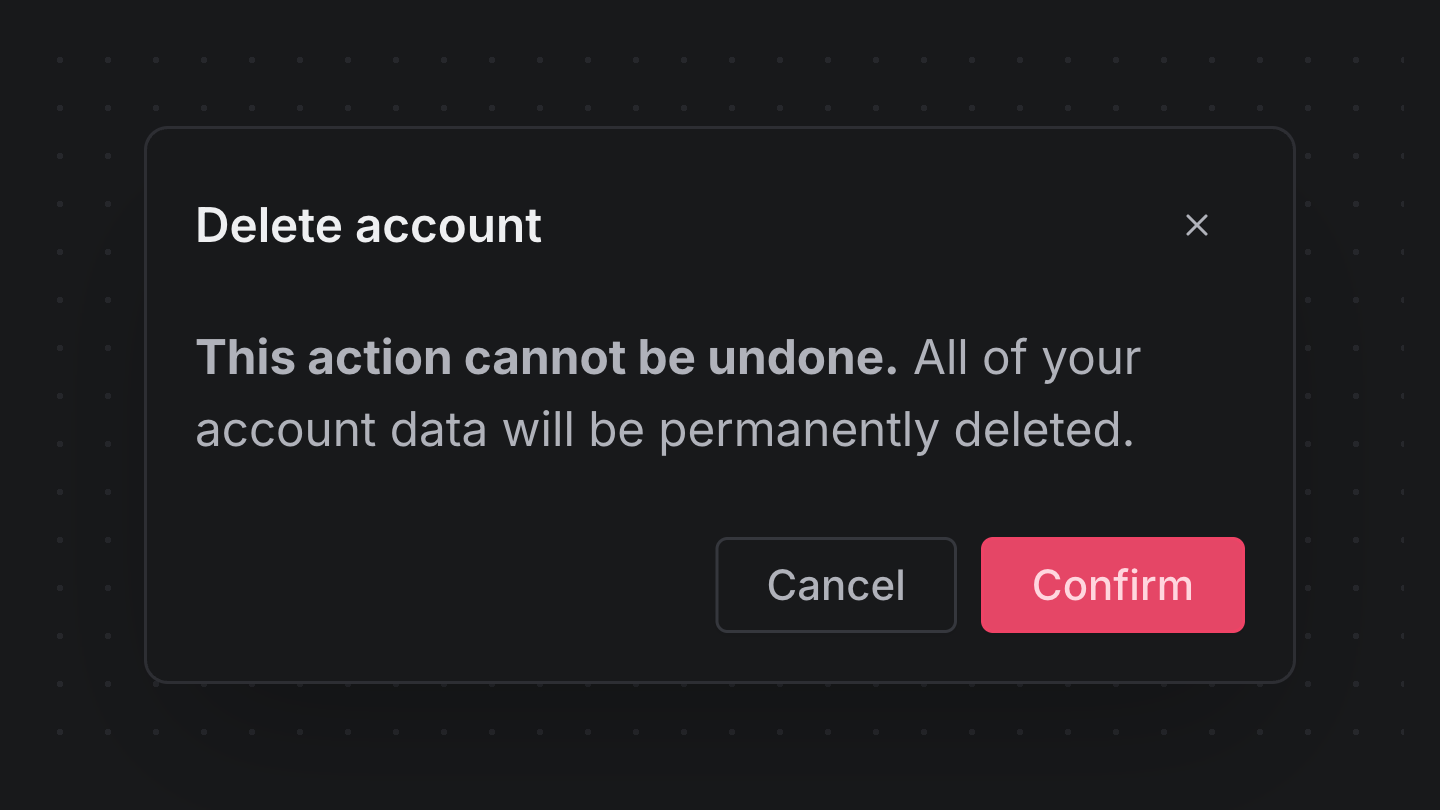 Delete account
This action cannot be undone. All of your
account data will be permanently deleted.
Cancel
Confirm